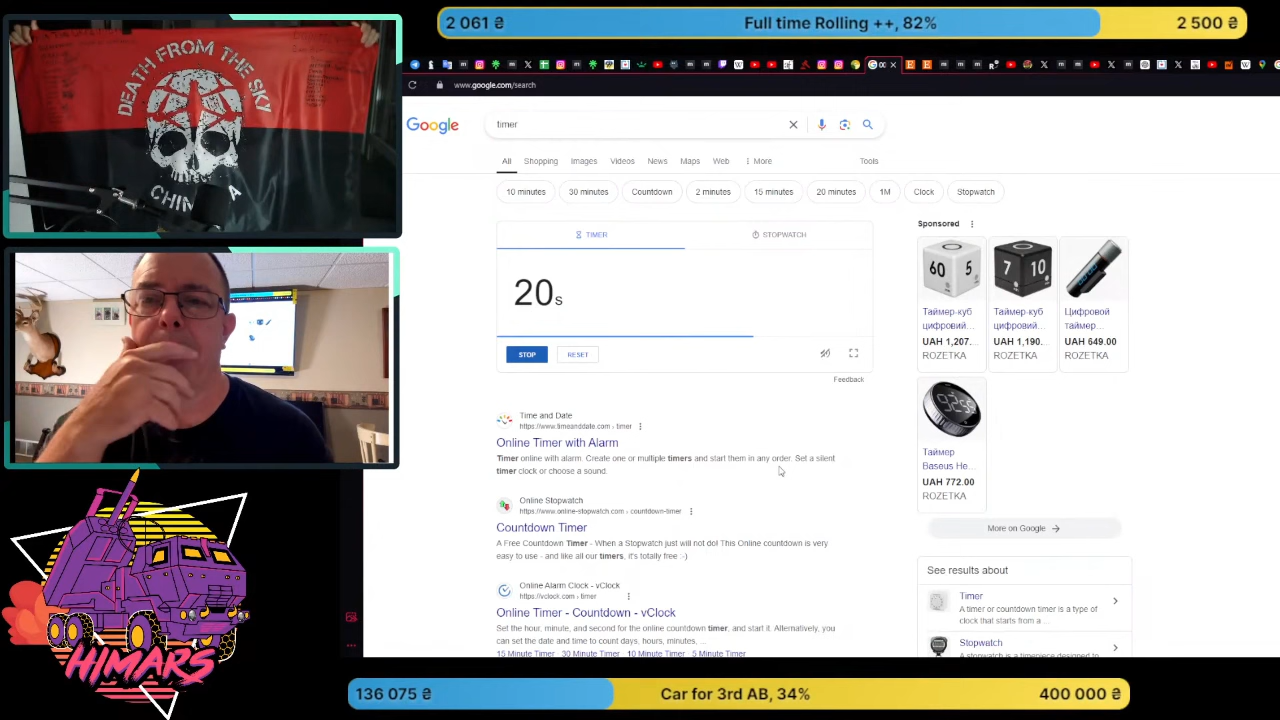 2 061 ₴
Full time Rolling ++, 82%
2 500 ₴
DEATH FROM THE SKY
www.google.com/search
Google
timer
All
Shopping
Images
Videos
News
Maps
Web
More
Tools
10 minutes
30 minutes
Countdown
2 minutes
15 minutes
20 minutes
1M
Clock
Stopwatch
TIMER
STOPWATCH
20s
STOP
RESET
Feedback
Time and Date
https://www.timeanddate.com › timer
Online Timer with Alarm
Timer online with alarm. Create one or multiple timers and start them in any order. Set a silent
timer clock or choose a sound.
Online Stopwatch
https://www.online-stopwatch.com › countdown-timer
Countdown Timer
A Free Countdown Timer - When a Stopwatch just will not do! This Online countdown is very
easy to use - and like all our timers, it's totally free :-)
Online Alarm Clock - vClock
https://vclock.com › timer
Online Timer - Countdown - vClock
Set the hour, minute, and second for the online countdown timer, and start it. Alternatively, you
can set the date and time to count days, hours, minutes, ...
15 Minute Timer
30 Minute Timer
10 Minute Timer
5 Minute Timer
Sponsored
Таймер-куб
цифровий...
UAH 1,207...
ROZETKA
Таймер-куб
цифровий...
UAH 1,190...
ROZETKA
Цифровой
таймер...
UAH 649.00
ROZETKA
Таймер
Baseus He...
UAH 772.00
ROZETKA
More on Google
See results about
Timer
A timer or countdown timer is a type of
clock that starts from a ...
Stopwatch
A stopwatch is a timepiece designed to
HIMARS
136 075 ₴
Car for 3rd AB, 34%
400 000 ₴